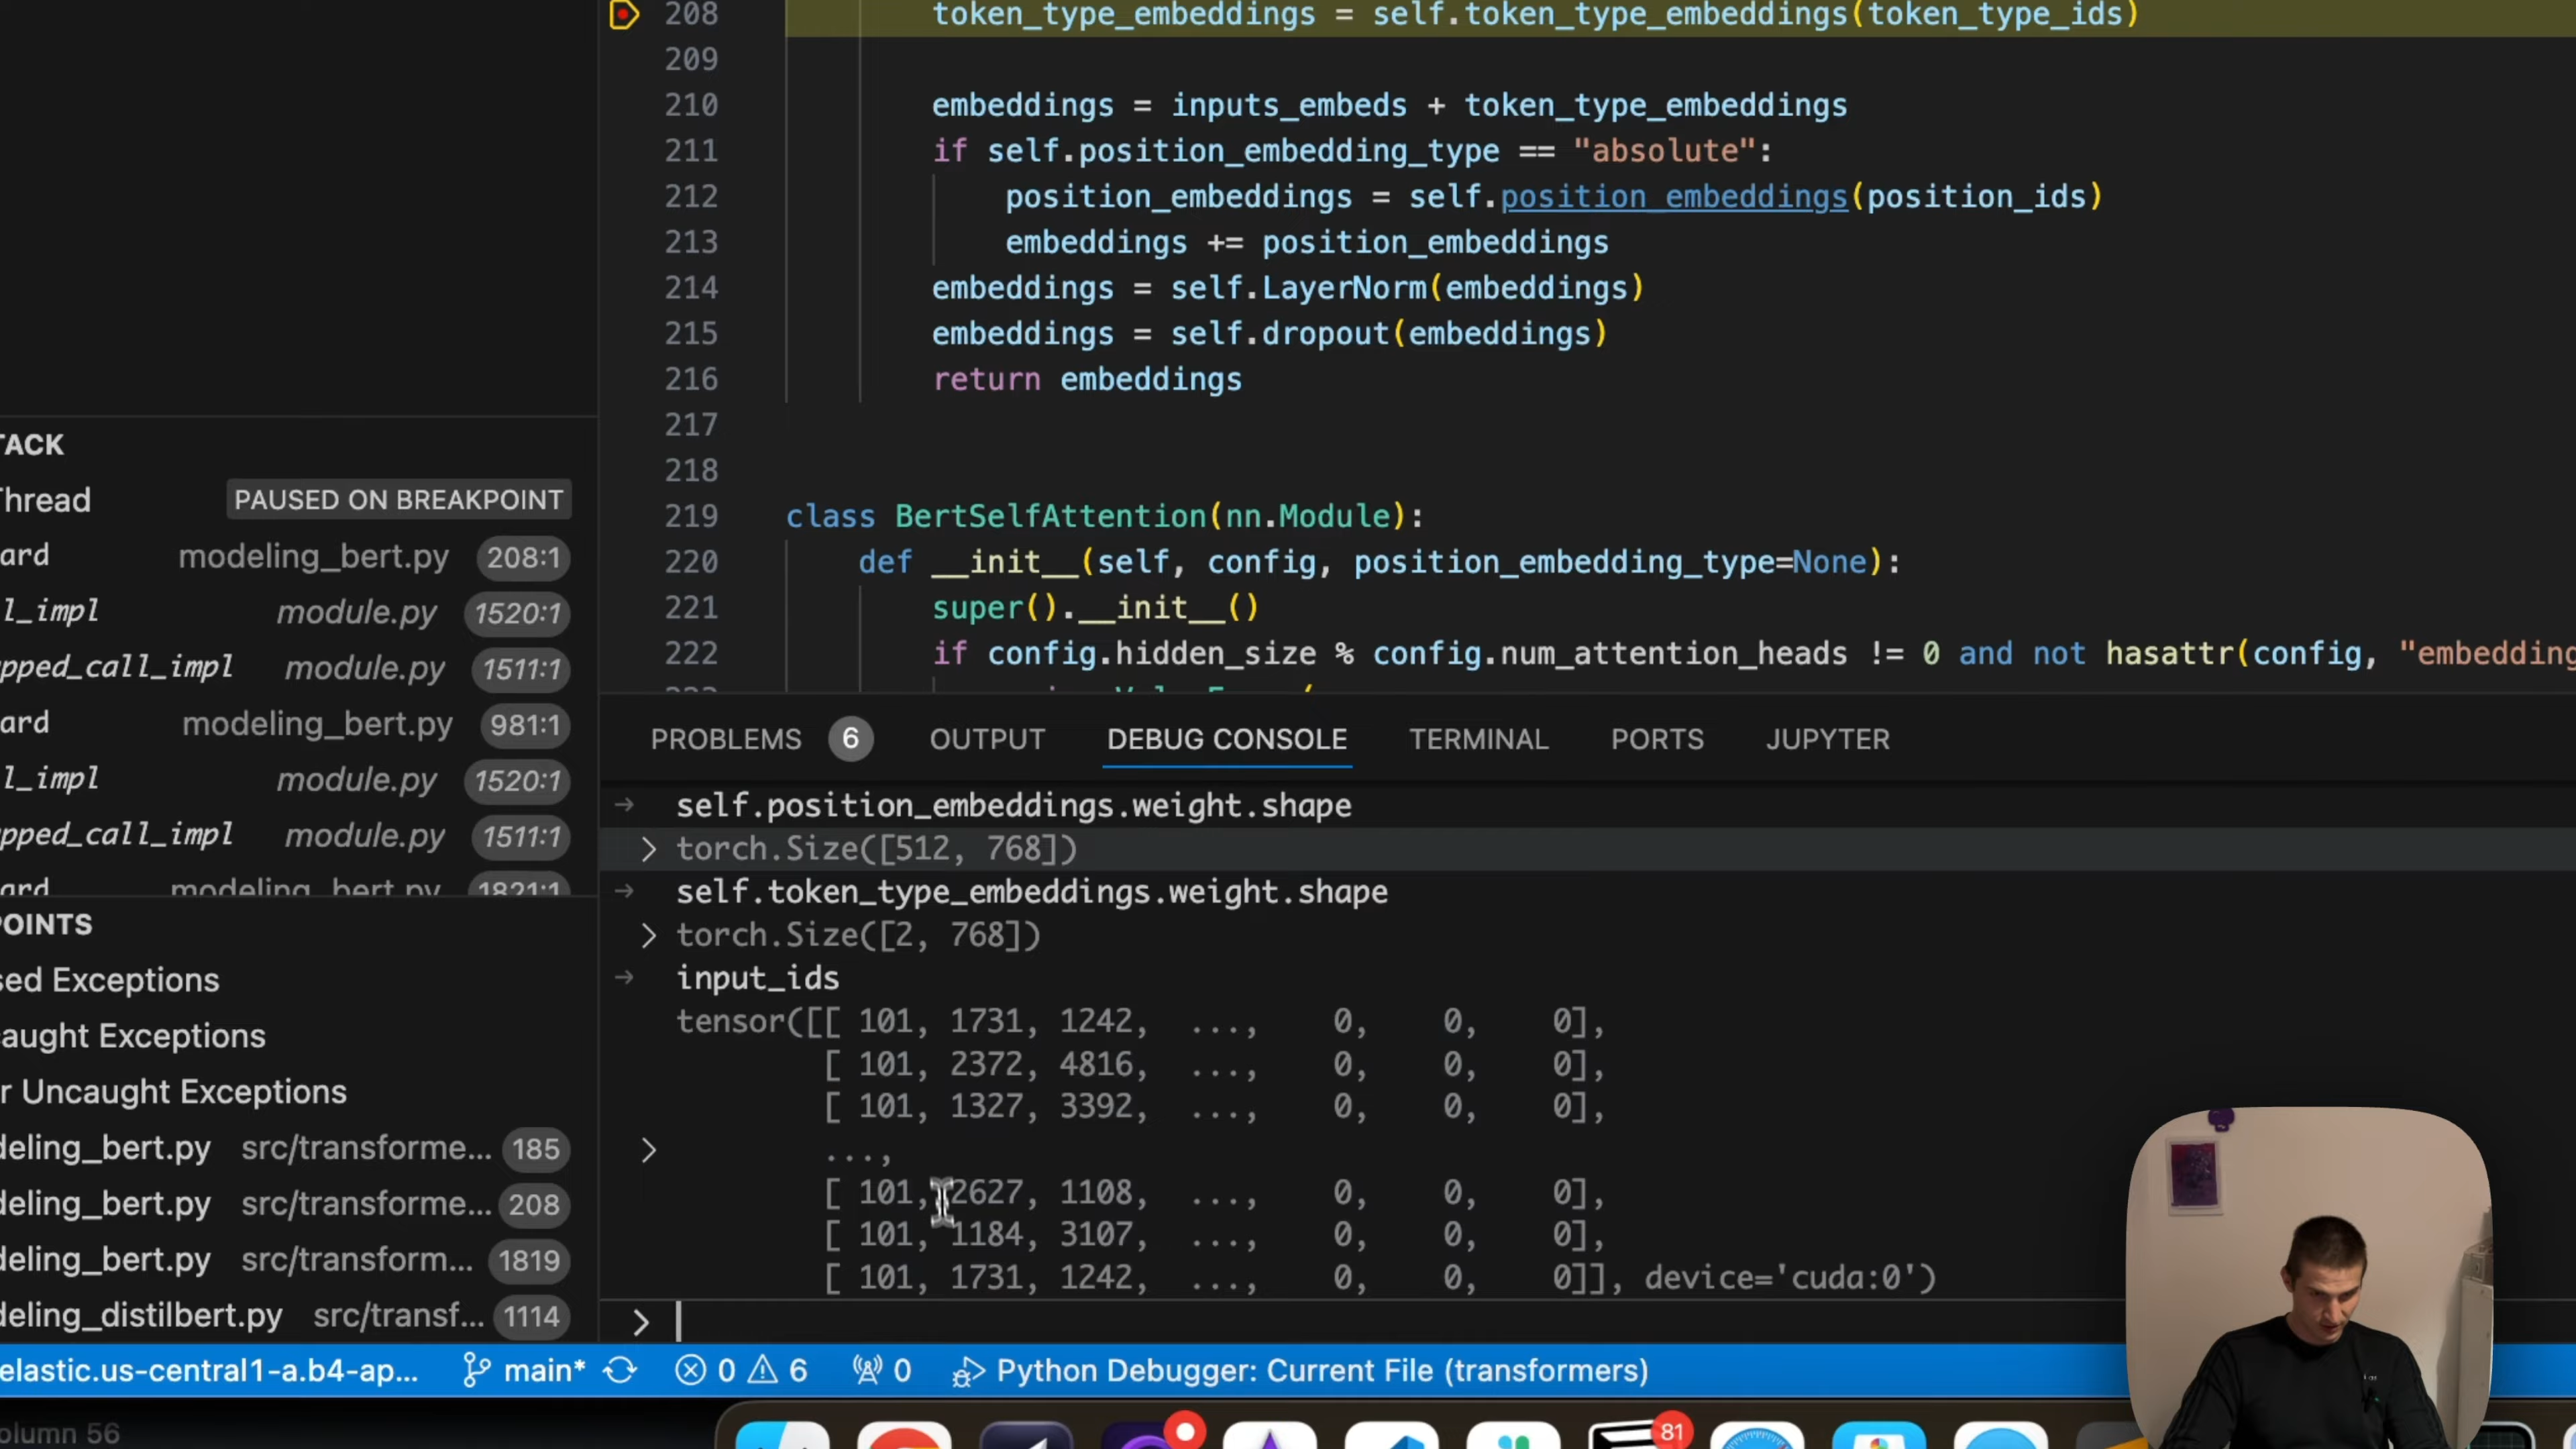 208 token_type_embeddings = self.token_type_embeddings(token_type_ids)
209
210 embeddings = inputs_embeds + token_type_embeddings
211 if self.position_embedding_type == "absolute":
212 position_embeddings = self.position_embeddings(position_ids)
213 embeddings += position_embeddings
214 embeddings = self.LayerNorm(embeddings)
215 embeddings = self.dropout(embeddings)
216 return embeddings
217
218
219 class BertSelfAttention(nn.Module):
220 def __init__(self, config, position_embedding_type=None):
221 super().__init__()
222 if config.hidden_size % config.num_attention_heads != 0 and not hasattr(config, "embedding
TACK
Thread PAUSED ON BREAKPOINT
ard modeling_bert.py 208:1
l_impl module.py 1520:1
pped_call_impl module.py 1511:1
ard modeling_bert.py 981:1
l_impl module.py 1520:1
pped_call_impl module.py 1511:1
ard modeling_bert.py 1821:1
POINTS
sed Exceptions
caught Exceptions
r Uncaught Exceptions
deling_bert.py src/transforme... 185
deling_bert.py src/transforme... 208
deling_bert.py src/transform... 1819
deling_distilbert.py src/transf... 1114
PROBLEMS 6 OUTPUT DEBUG CONSOLE TERMINAL PORTS JUPYTER
→ self.position_embeddings.weight.shape
> torch.Size([512, 768])
→ self.token_type_embeddings.weight.shape
> torch.Size([2, 768])
→ input_ids
tensor([[ 101, 1731, 1242, ..., 0, 0, 0],
[ 101, 2372, 4816, ..., 0, 0, 0],
[ 101, 1327, 3392, ..., 0, 0, 0],
> ...,
[ 101, 2627, 1108, ..., 0, 0, 0],
[ 101, 1184, 3107, ..., 0, 0, 0],
[ 101, 1731, 1242, ..., 0, 0, 0]], device='cuda:0')
>
elastic.us-central1-a.b4-ap... main* 0 6 0 Python Debugger: Current File (transformers)
olumn 56
81